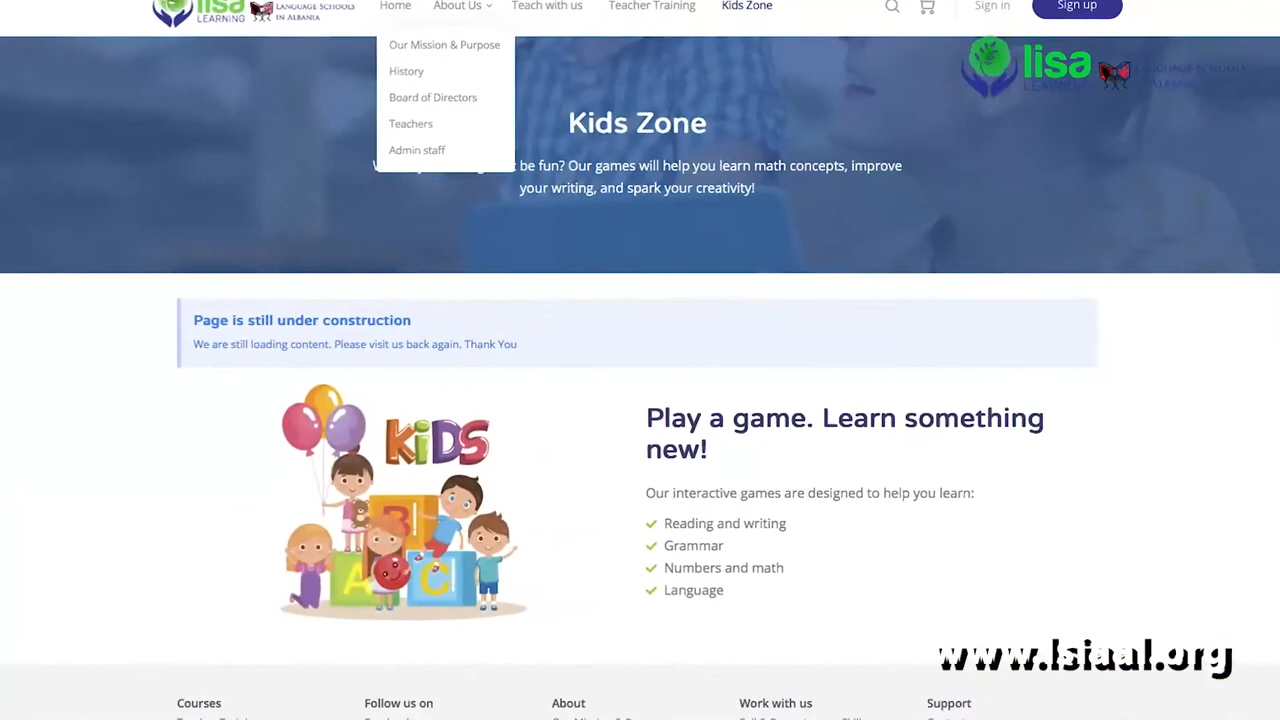 lisa
LEARNING
LANGUAGE SCHOOLS
IN ALBANIA
Home
About Us
Teach with us
Teacher Training
Kids Zone
Sign in
Sign up
Our Mission & Purpose
History
Board of Directors
Teachers
Admin staff
lisa
LEARNING
LANGUAGE SCHOOLS
Kids Zone
be fun? Our games will help you learn math concepts, improve
your writing, and spark your creativity!
Page is still under construction
We are still loading content. Please visit us back again. Thank You
KiDS
B
A
C
Play a game. Learn something
new!
Our interactive games are designed to help you learn:
Reading and writing
Grammar
Numbers and math
Language
www.lsiaal.org
Courses
Follow us on
About
Work with us
Support